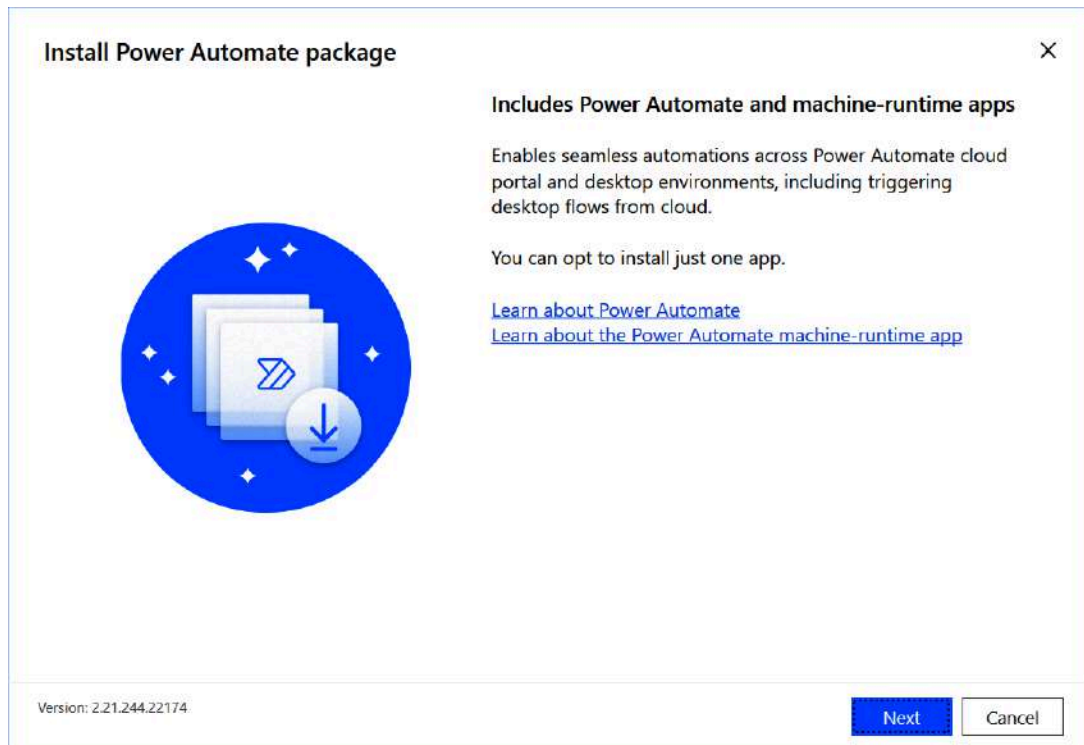 Install Power Automate package
Includes Power Automate and machine-runtime apps
Enables seamless automations across Power Automate cloud
portal and desktop environments, including triggering
desktop flows from cloud.
You can opt to install just one app.
Learn about Power Automate
Learn about the Power Automate machine-runtime app
Version: 2.21.244.22174
Next
Cancel